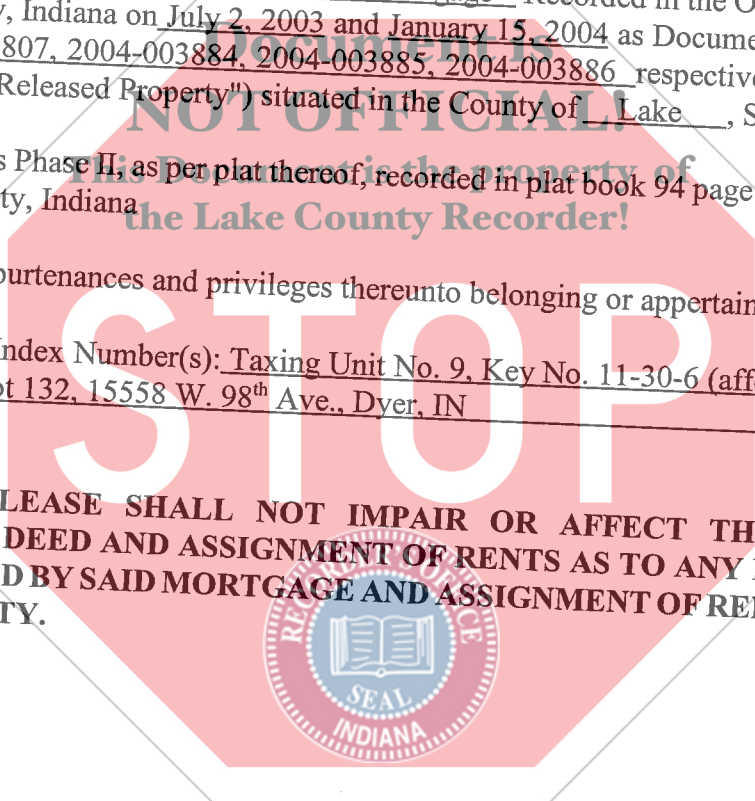 y, Indiana on July 2, 2003 and January 15, 2004 as Docume
807, 2004-003884, 2004-003885, 2004-003886 respective
Document is
Released Property") situated in the County of Lake , S
NOT OFFICIAL!
s Phase II, as per plat thereof, recorded in plat book 94 page
This Document is the property of
ty, Indiana
the Lake County Recorder!
ourtenances and privileges thereunto belonging or appertain
Index Number(s): Taxing Unit No. 9, Key No. 11-30-6 (aff
ot 132, 15558 W. 98th Ave., Dyer, IN
STOP
LEASE SHALL NOT IMPAIR OR AFFECT TH
DEED AND ASSIGNMENT OF RENTS AS TO ANY
D BY SAID MORTGAGE AND ASSIGNMENT OF REN
TY.
RECORDER'S OFFICE
SEAL
INDIANA